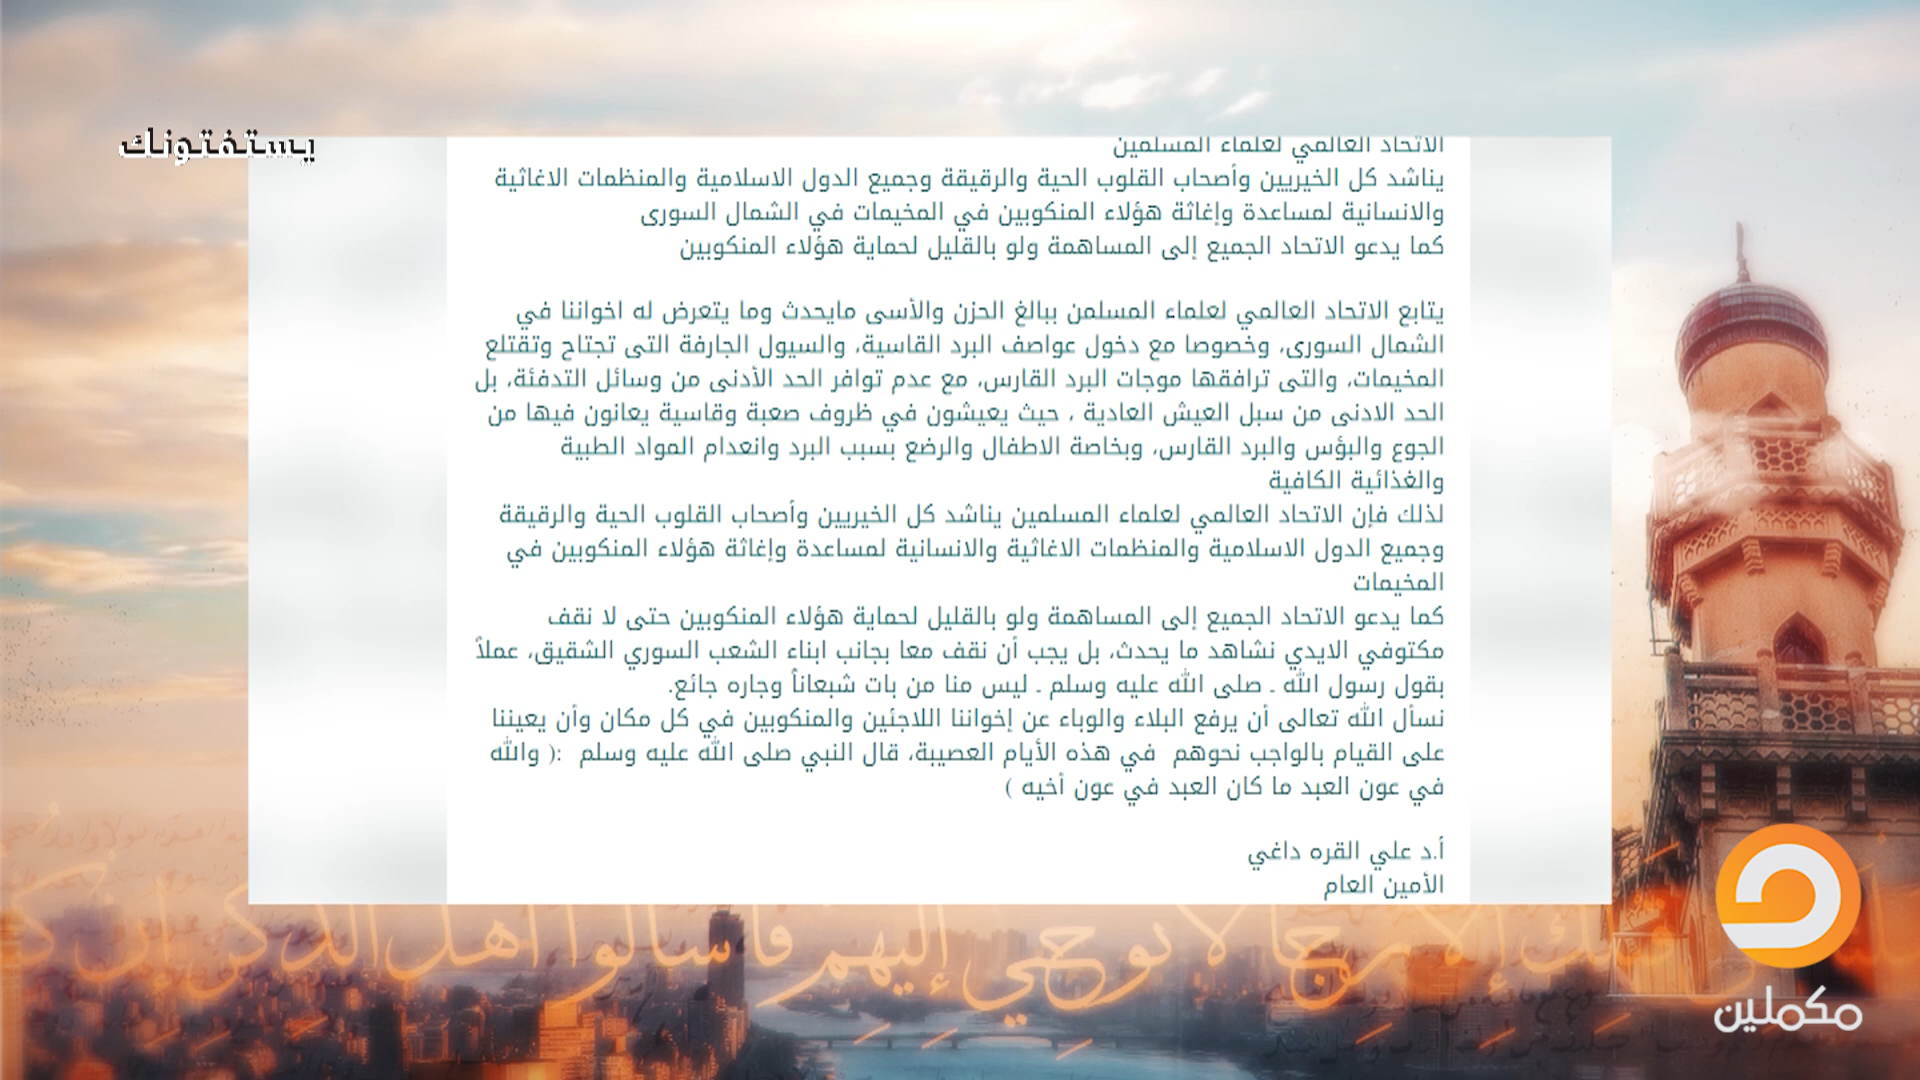 يستفتونك
الاتحاد العالمي لعلماء المسلمين
يناشد كل الخيريين وأصحاب القلوب الحية والرقيقة وجميع الدول الاسلامية والمنظمات الاغاثية
والانسانية لمساعدة وإغاثة هؤلاء المنكوبين في المخيمات في الشمال السورى
كما يدعو الاتحاد الجميع إلى المساهمة ولو بالقليل لحماية هؤلاء المنكوبين
يتابع الاتحاد العالمي لعلماء المسلمن ببالغ الحزن والأسى مايحدث وما يتعرض له اخواننا في
الشمال السورى، وخصوصا مع دخول عواصف البرد القاسية، والسيول الجارفة التى تجتاح وتقتلع
المخيمات، والتى ترافقها موجات البرد القارس، مع عدم توافر الحد الأدنى من وسائل التدفئة، بل
الحد الادنى من سبل العيش العادية ، حيث يعيشون في ظروف صعبة وقاسية يعانون فيها من
الجوع والبؤس والبرد القارس، وبخاصة الاطفال والرضع بسبب البرد وانعدام المواد الطبية
والغذائية الكافية
لذلك فإن الاتحاد العالمي لعلماء المسلمين يناشد كل الخيريين وأصحاب القلوب الحية والرقيقة
وجميع الدول الاسلامية والمنظمات الاغاثية والانسانية لمساعدة وإغاثة هؤلاء المنكوبين في
المخيمات
كما يدعو الاتحاد الجميع إلى المساهمة ولو بالقليل لحماية هؤلاء المنكوبين حتى لا نقف
مكتوفي الايدي نشاهد ما يحدث، بل يجب أن نقف معا بجانب ابناء الشعب السوري الشقيق، عملاً
بقول رسول الله ـ صلى الله عليه وسلم ـ ليس منا من بات شبعاناً وجاره جائع.
نسأل الله تعالى أن يرفع البلاء والوباء عن إخواننا اللاجئين والمنكوبين في كل مكان وأن يعيننا
على القيام بالواجب نحوهم في هذه الأيام العصيبة، قال النبي صلى الله عليه وسلم :( والله
في عون العبد ما كان العبد في عون أخيه )
أ.د علي القره داغي
الأمين العام
إلا رجالا نوحي إليهم فاسألوا أهل الذكر إن
مكملين